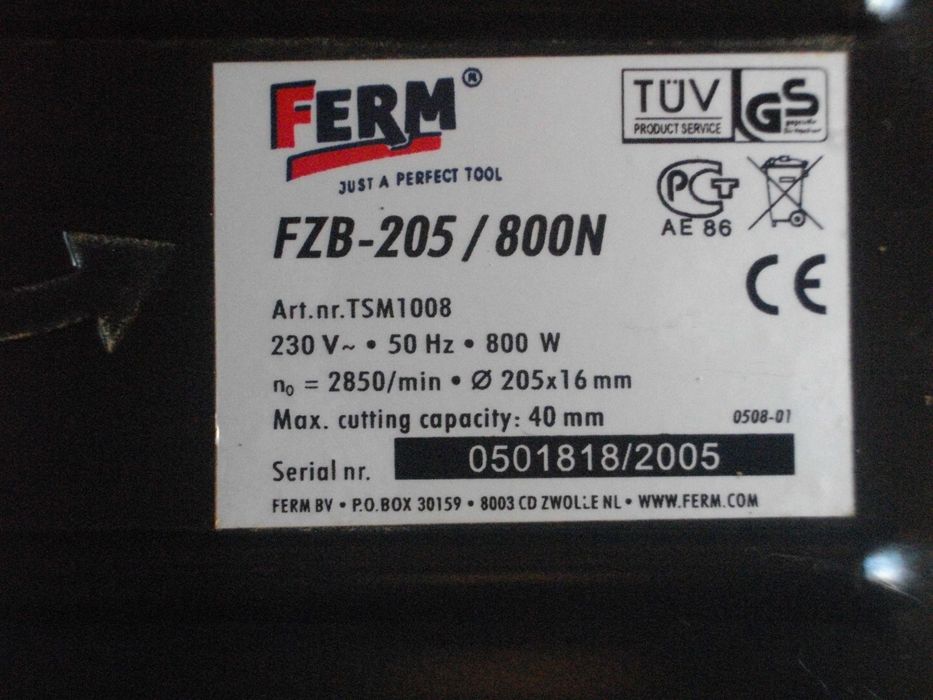 FERM®
JUST A PERFECT TOOL
TÜV
PRODUCT SERVICE
GS
PCT
AE 86
FZB-205 / 800N
CE
Art.nr.TSM1008
230 V~ • 50 Hz • 800 W
n₀ = 2850/min • Ø 205x16 mm
Max. cutting capacity: 40 mm
0508-01
Serial nr. 0501818/2005
FERM BV • P.O.BOX 30159 • 8003 CD ZWOLLE NL • WWW.FERM.COM